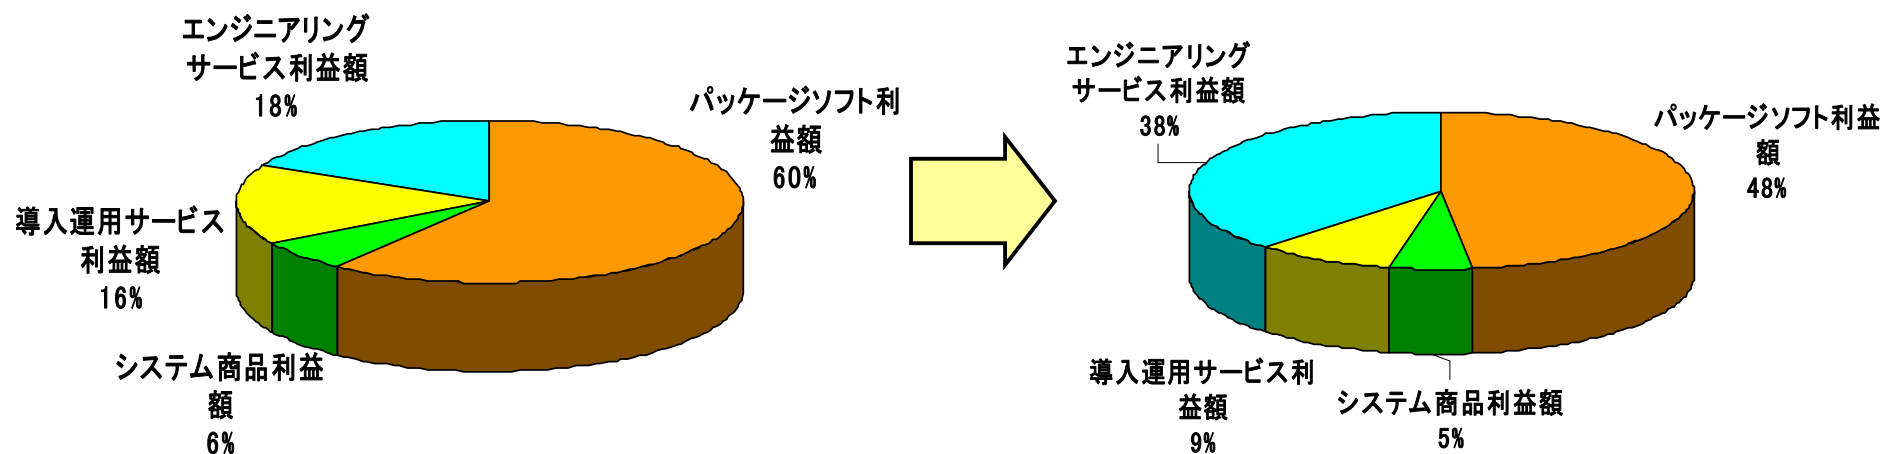 エンジニアリング
サービス利益額
18%
パッケージソフト利
益額
60%
導入運用サービス
利益額
16%
システム商品利益
額
6%
エンジニアリング
サービス利益額
38%
パッケージソフト利益
額
48%
導入運用サービス利
益額
9%
システム商品利益額
5%